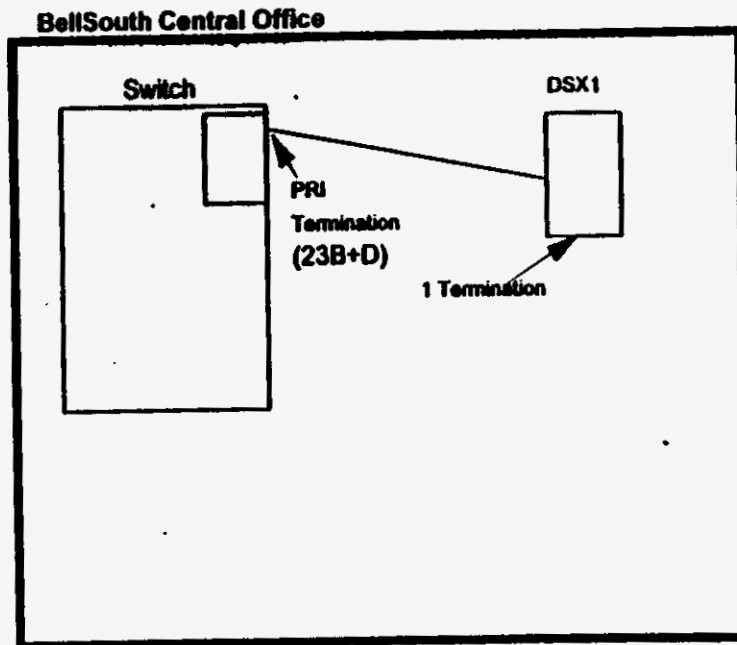 BellSouth Central Office
Switch
DSX1
PRI
Termination
(23B+D)
1 Termination